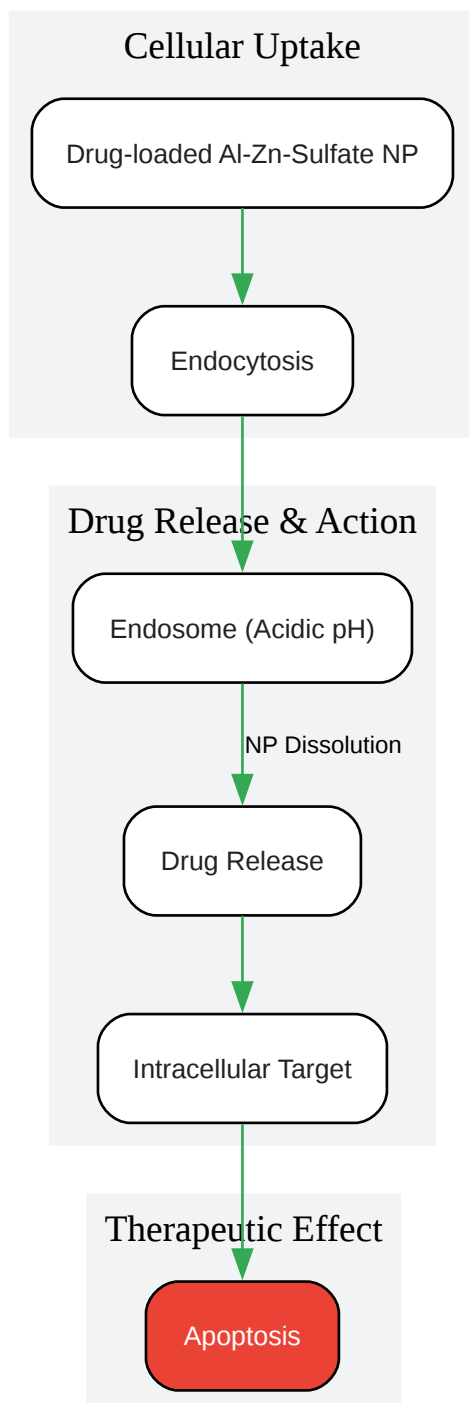 Cellular Uptake
Drug-loaded Al-Zn-Sulfate NP
Endocytosis
Drug Release & Action
Endosome (Acidic pH)
NP Dissolution
Drug Release
Intracellular Target
Therapeutic Effect
Apoptosis